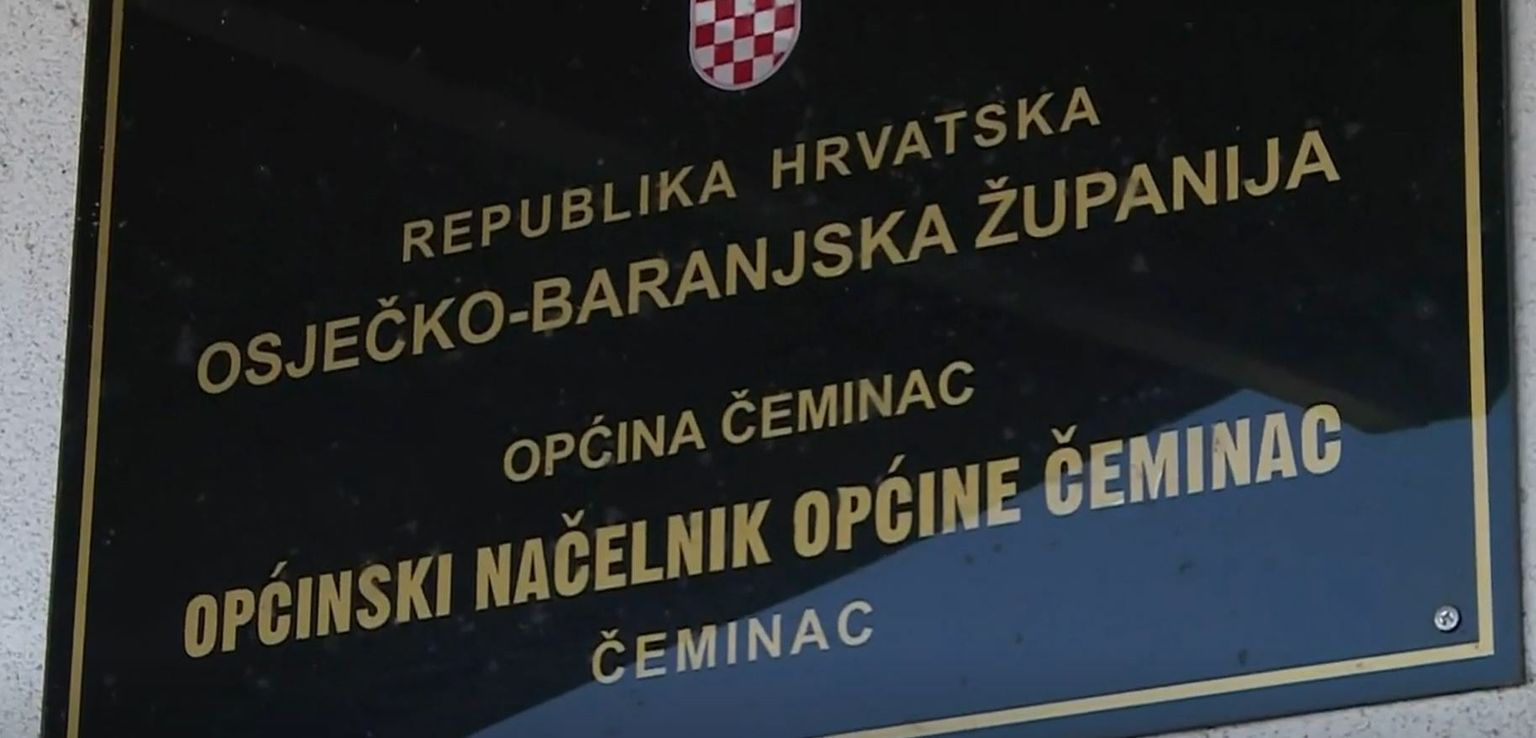 REPUBLIKA HRVATSKA
OSJEČKO-BARANJSKA ŽUPANIJA
OPĆINA ČEMINAC
OPĆINSKI NAČELNIK OPĆINE ČEMINAC
ČEMINAC